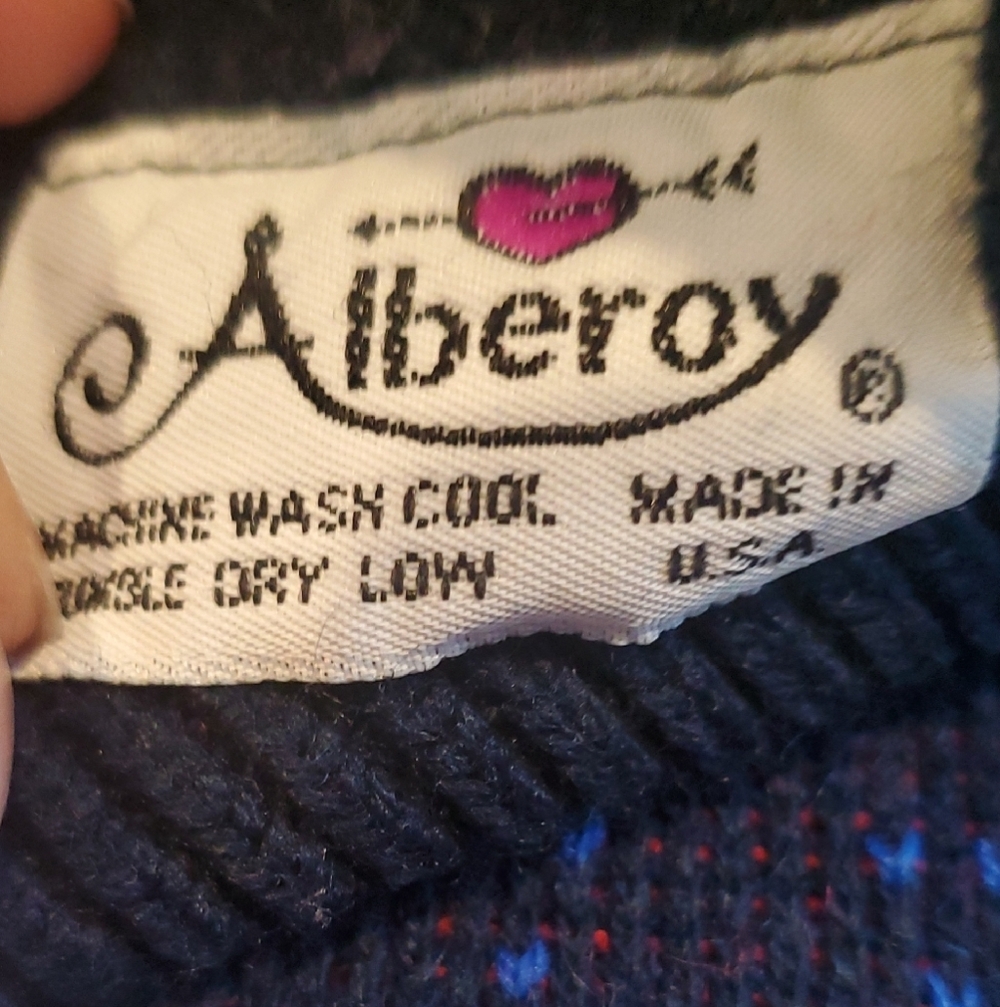 Alberoy ®
MACHINE WASH COOL MADE IN
TUMBLE DRY LOW U.S.A.